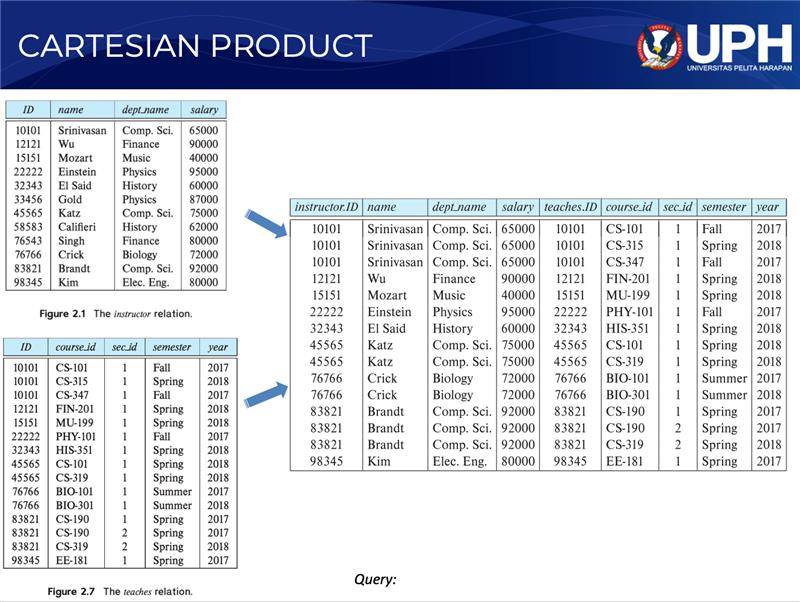 CARTESIAN PRODUCT
UPH
UNIVERSITAS PELITA HARAPAN
ID name dept_name salary
10101 Srinivasan Comp. Sci. 65000
12121 Wu Finance 90000
15151 Mozart Music 40000
22222 Einstein Physics 95000
32343 El Said History 60000
33456 Gold Physics 87000
45565 Katz Comp. Sci. 75000
58583 Califieri History 62000
76543 Singh Finance 80000
76766 Crick Biology 72000
83821 Brandt Comp. Sci. 92000
98345 Kim Elec. Eng. 80000
Figure 2.1 The instructor relation.
ID course_id sec_id semester year
10101 CS-101 1 Fall 2017
10101 CS-315 1 Spring 2018
10101 CS-347 1 Fall 2017
12121 FIN-201 1 Spring 2018
15151 MU-199 1 Spring 2018
22222 PHY-101 1 Fall 2017
32343 HIS-351 1 Spring 2018
45565 CS-101 1 Spring 2018
45565 CS-319 1 Spring 2018
76766 BIO-101 1 Summer 2017
76766 BIO-301 1 Summer 2018
83821 CS-190 1 Spring 2017
83821 CS-190 2 Spring 2017
83821 CS-319 2 Spring 2018
98345 EE-181 1 Spring 2017
Figure 2.7 The teaches relation.
instructor.ID name dept_name salary teaches.ID course_id sec_id semester year
10101 Srinivasan Comp. Sci. 65000 10101 CS-101 1 Fall 2017
10101 Srinivasan Comp. Sci. 65000 10101 CS-315 1 Spring 2018
10101 Srinivasan Comp. Sci. 65000 10101 CS-347 1 Fall 2017
12121 Wu Finance 90000 12121 FIN-201 1 Spring 2018
15151 Mozart Music 40000 15151 MU-199 1 Spring 2018
22222 Einstein Physics 95000 22222 PHY-101 1 Fall 2017
32343 El Said History 60000 32343 HIS-351 1 Spring 2018
45565 Katz Comp. Sci. 75000 45565 CS-101 1 Spring 2018
45565 Katz Comp. Sci. 75000 45565 CS-319 1 Spring 2018
76766 Crick Biology 72000 76766 BIO-101 1 Summer 2017
76766 Crick Biology 72000 76766 BIO-301 1 Summer 2018
83821 Brandt Comp. Sci. 92000 83821 CS-190 1 Spring 2017
83821 Brandt Comp. Sci. 92000 83821 CS-190 2 Spring 2017
83821 Brandt Comp. Sci. 92000 83821 CS-319 2 Spring 2018
98345 Kim Elec. Eng. 80000 98345 EE-181 1 Spring 2017
Query: